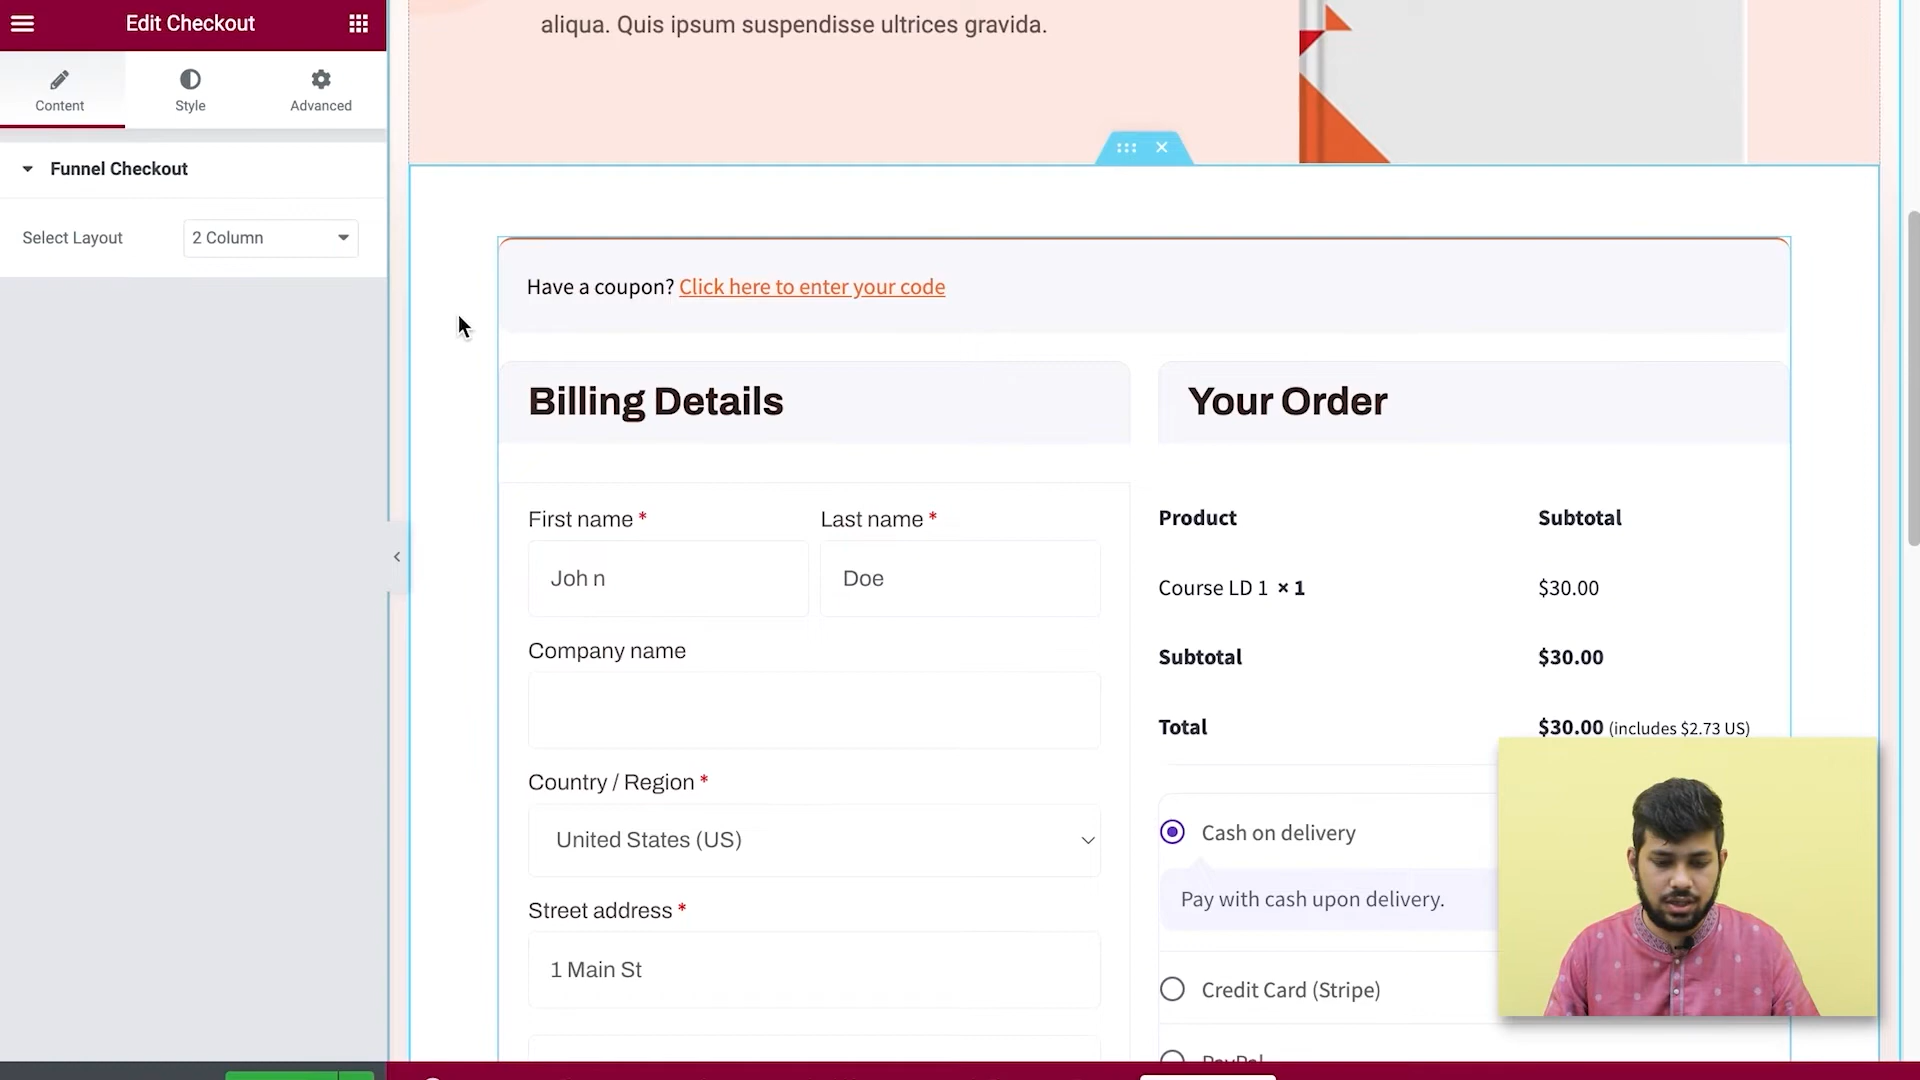 Edit Checkout
Content
Style
Advanced
Funnel Checkout
Select Layout
2 Column
aliqua. Quis ipsum suspendisse ultrices gravida.
Have a coupon? Click here to enter your code
Billing Details
First name *
Last name *
Joh n
Doe
Company name
Country / Region *
United States (US)
Street address *
1 Main St
Your Order
Product
Subtotal
Course LD 1 × 1
$30.00
Subtotal
$30.00
Total
$30.00 (includes $2.73 US)
Cash on delivery
Pay with cash upon delivery.
Credit Card (Stripe)
PayPal